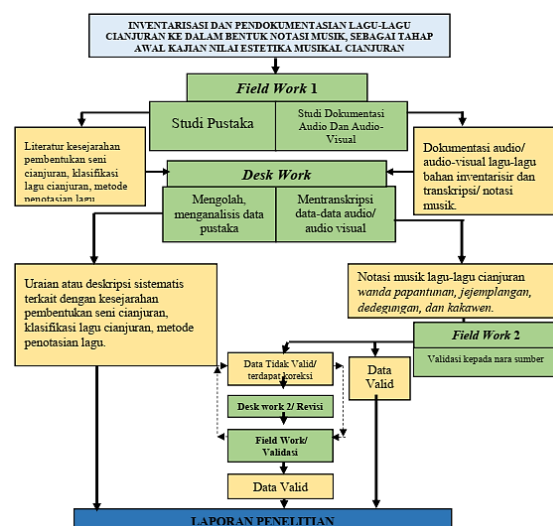 INVENTARISASI DAN PENDOKUMENTASIAN LAGU-LAGU
CIANJURAN KE DALAM BENTUK NOTASI MUSIK, SEBAGAI TAHAP
AWAL KAJIAN NILAI ESTETIKA MUSIKAL CIANJURAN
Field Work 1
Studi Pustaka
Studi Dokumentasi
Audio Dan Audio-
Visual
Literatur kesejarahan
pembentukan seni
cianjuran, klasifikasi
lagu cianjuran, metode
penotasian lagu
Dokumentasi audio/
audio-visual lagu-lagu
bahan inventarisir dan
transkripsi/ notasi
musik.
Desk Work
Mengolah,
menganalisis data
pustaka
Mentranskripsi
data-data audio/
audio visual
Uraian atau deskripsi sistematis
terkait dengan kesejarahan
pembentukan seni cianjuran,
klasifikasi lagu cianjuran, metode
penotasian lagu.
Notasi musik lagu-lagu cianjuran
wanda papantunan, jejemplangan,
dedegungan, dan kakawen.
Field Work 2
Validasi kepada nara sumber
Data Tidak Valid/
terdapat koreksi
Data
Valid
Desk work 2/ Revisi
Field Work/
Validasi
Data Valid
LAPORAN PENELITIAN